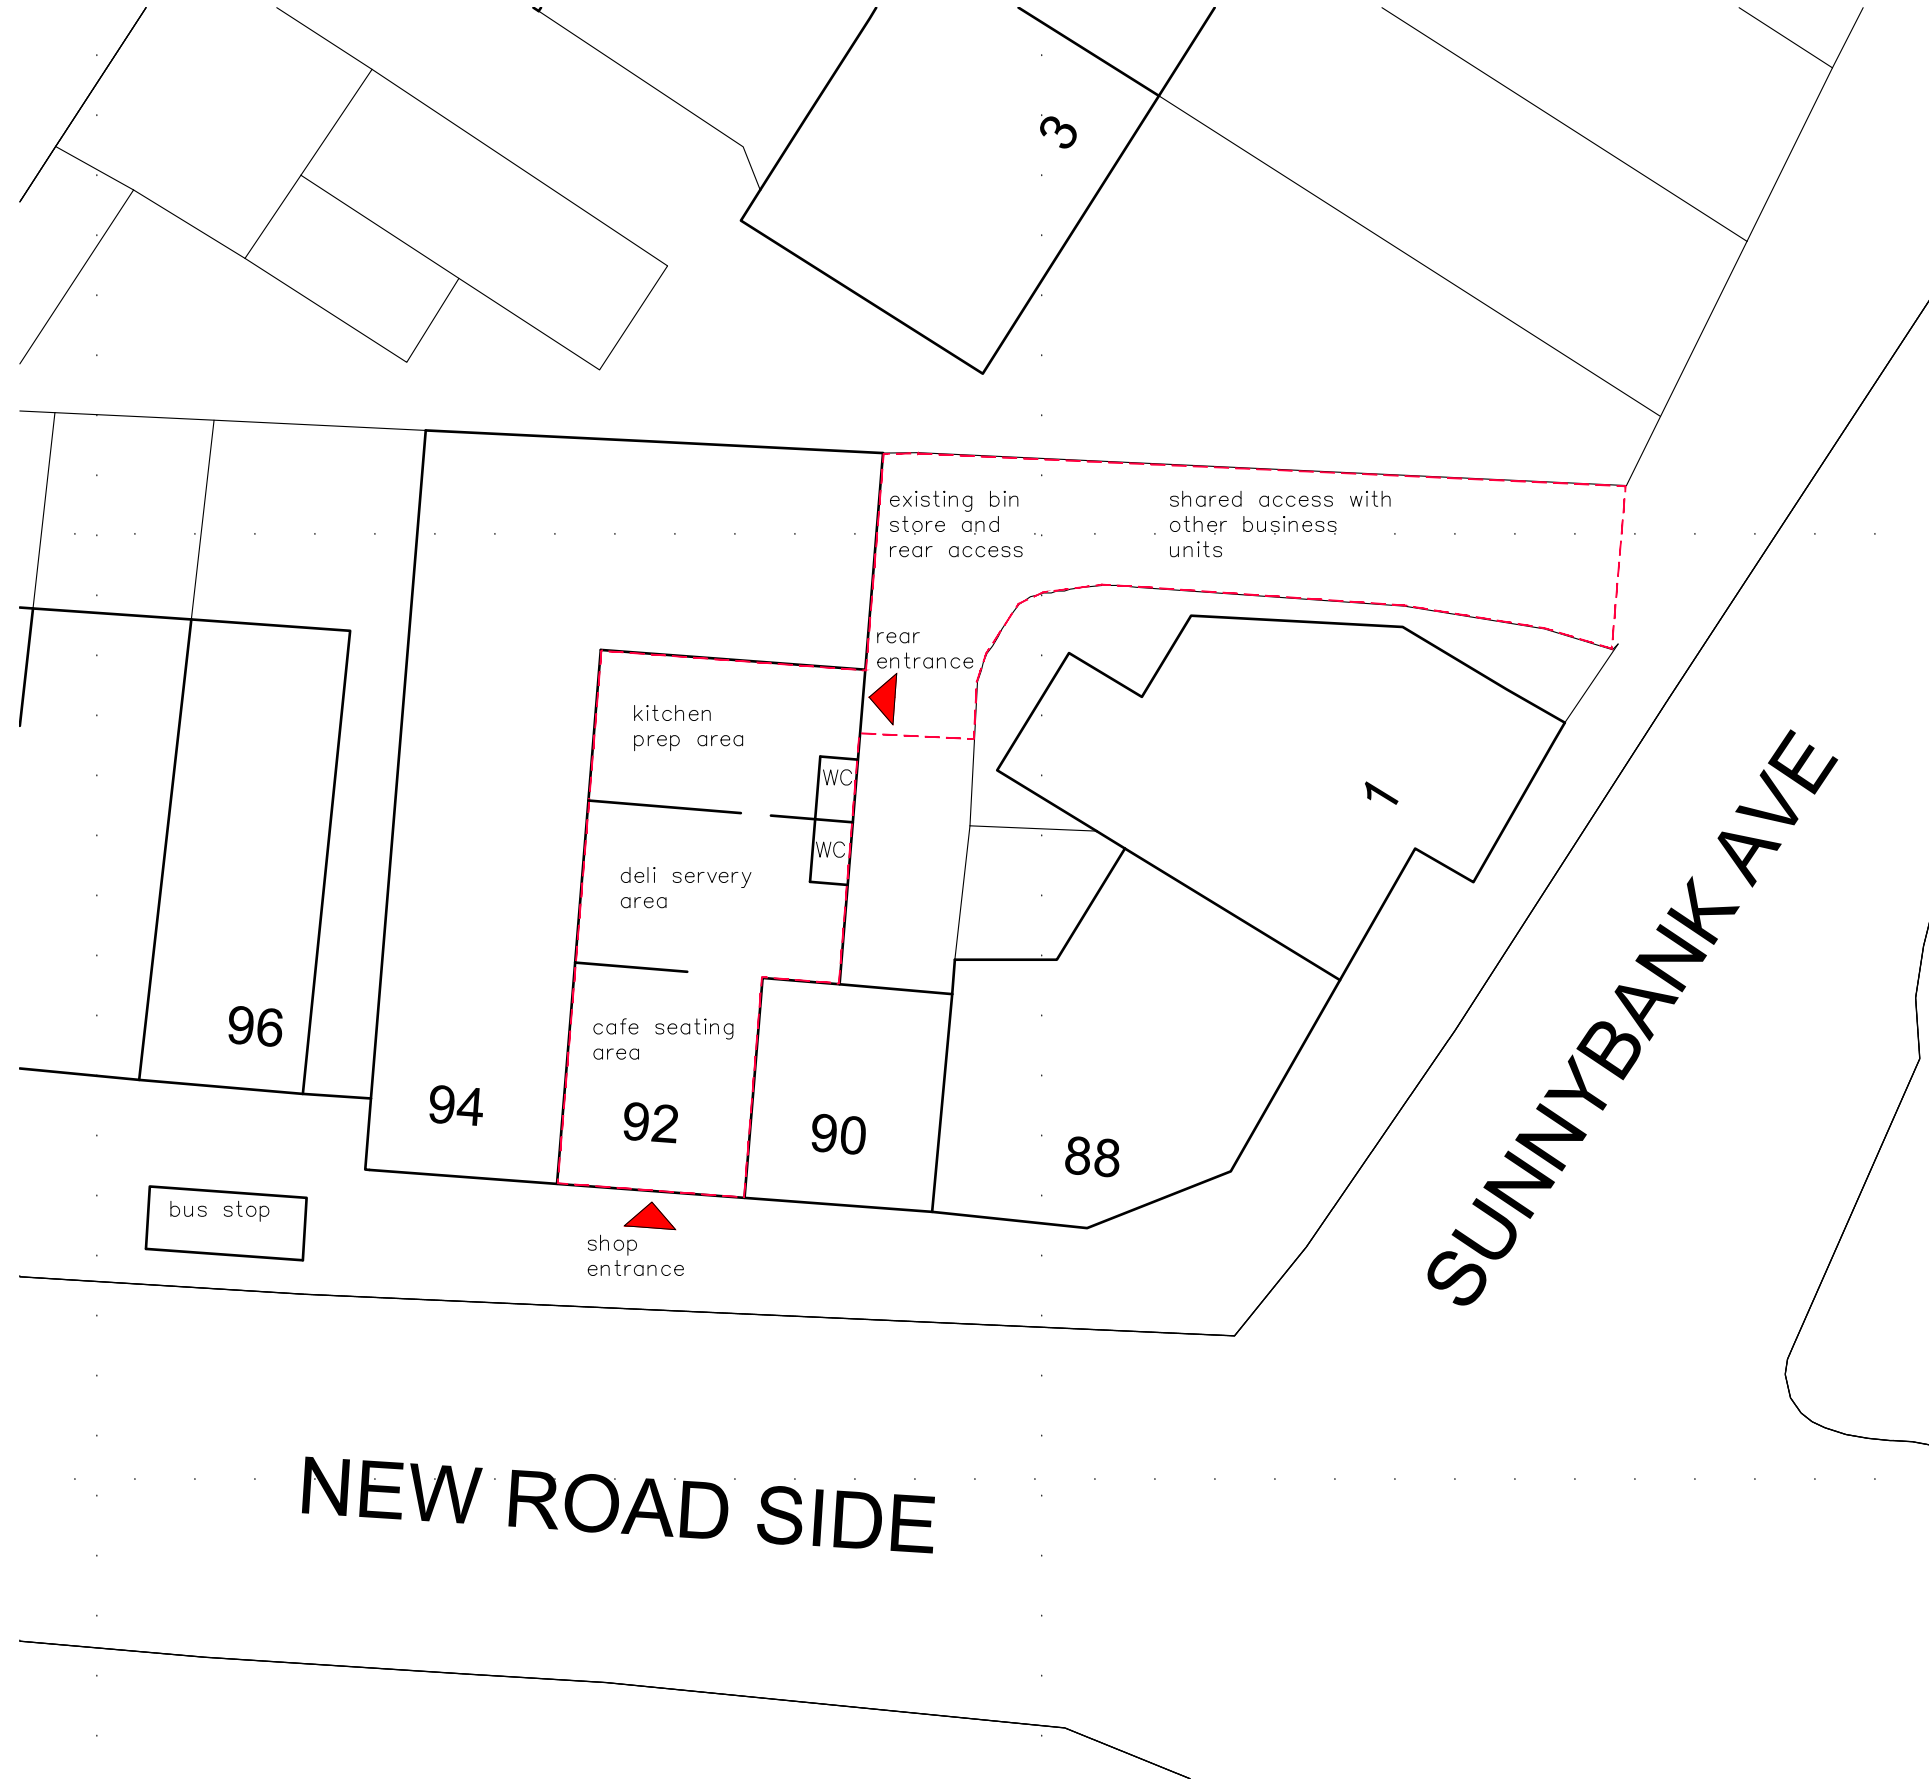 3
existing bin
store and
rear access
shared access with
other business
units
rear
entrance
kitchen
prep area
WC
WC
1
deli servery
area
cafe seating
area
96
94
92
90
88
SUNNYBANK AVE
bus stop
shop
entrance
NEW ROAD SIDE